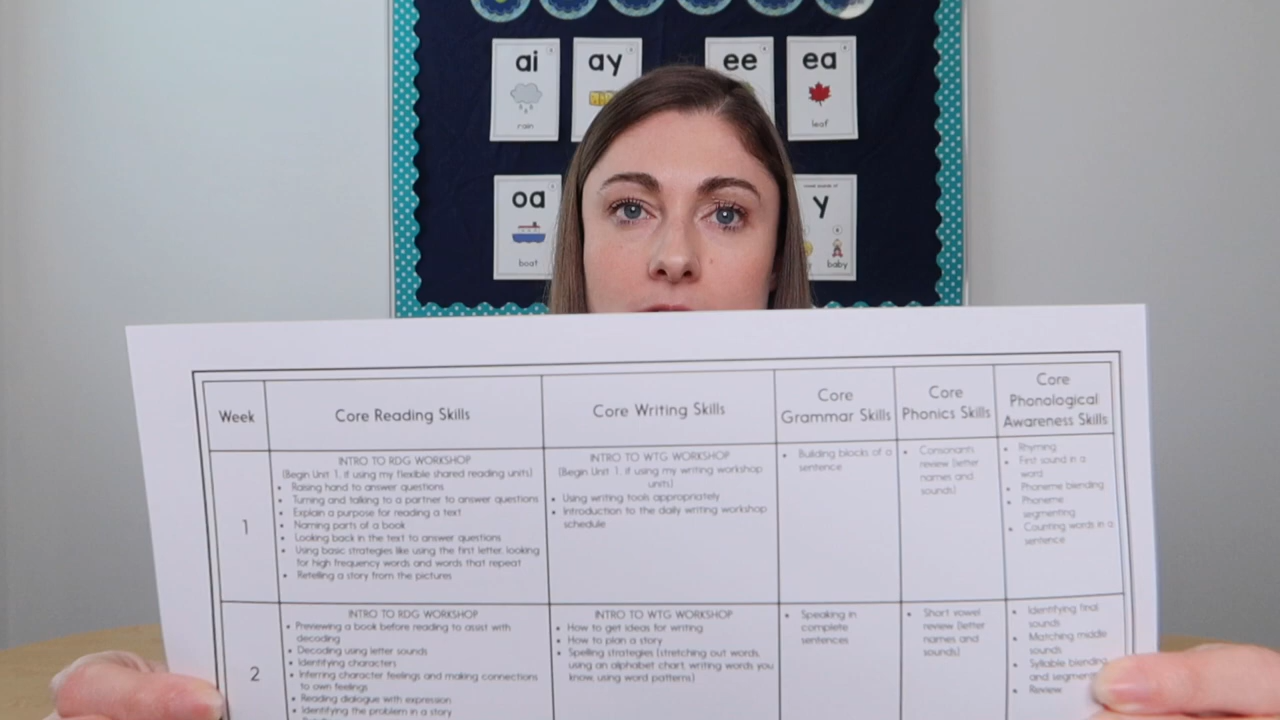 ai
ay
ee
ea
rain
leaf
oa
vowel sounds of
y
boat
baby
Week
Core Reading Skills
Core Writing Skills
Core
Grammar Skills
Core
Phonics Skills
Core
Phonological
Awareness Skills
1
INTRO TO RDG WORKSHOP
(Begin Unit 1, if using my flexible shared reading units)
• Raising hand to answer questions
• Turning and talking to a partner to answer questions
• Explain a purpose for reading a text
• Naming parts of a book
• Looking back in the text to answer questions
• Using basic strategies like using the first letter, looking
for high frequency words and words that repeat
• Retelling a story from the pictures
INTRO TO WTG WORKSHOP
(Begin Unit 1, if using my writing workshop
units)
• Using writing tools appropriately
• Introduction to the daily writing workshop
schedule
• Building blocks of a
sentence
• Consonants
review (letter
names and
sounds)
• Rhyming
• First sound in a
word
• Phoneme blending
• Phoneme
segmenting
• Counting words in a
sentence
2
INTRO TO RDG WORKSHOP
• Previewing a book before reading to assist with
decoding
• Decoding using letter sounds
• Identifying characters
• Inferring character feelings and making connections
to own feelings
• Reading dialogue with expression
• Identifying the problem in a story
INTRO TO WTG WORKSHOP
• How to get ideas for writing
• How to plan a story
• Spelling strategies (stretching out words,
using an alphabet chart, writing words you
know, using word patterns)
• Speaking in
complete
sentences
• Short vowel
review (letter
names and
sounds)
• Identifying final
sounds
• Matching middle
sounds
• Syllable blending
and segmenting
• Review